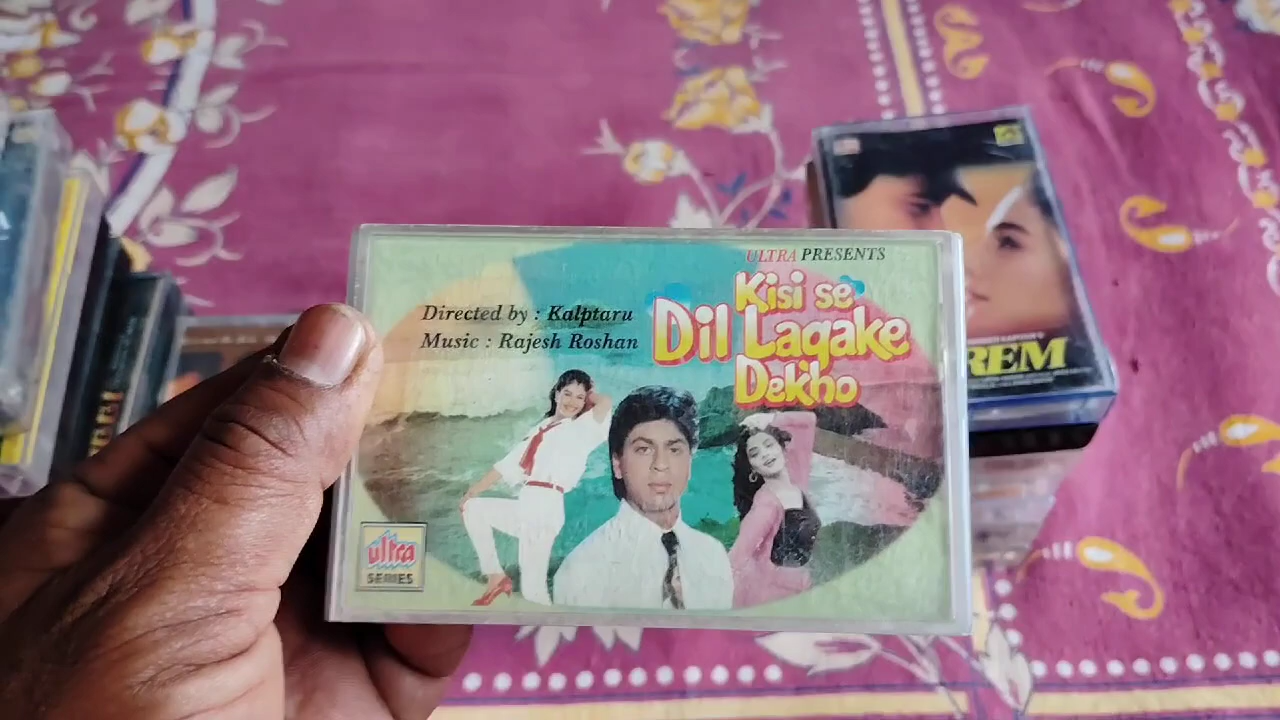 ULTRA PRESENTS
Kisi se
Dil Lagake
Dekho
Directed by : Kalptaru
Music : Rajesh Roshan
ultra
SERIES
REM